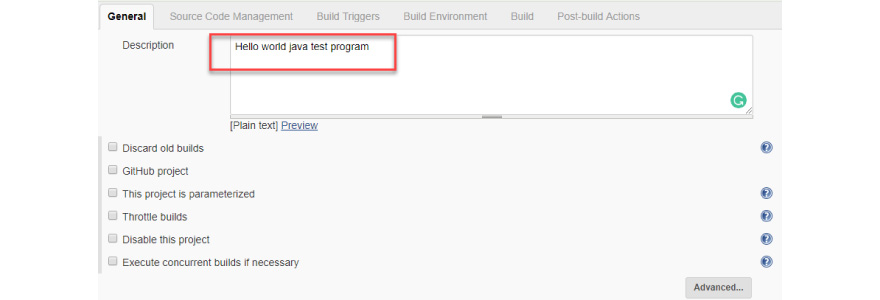 General Source Code Management Build Triggers Build Environment Build Post-build Actions
Description Hello world java test program
[Plain text] Preview
Discard old builds
GitHub project
This project is parameterized
Throttle builds
Disable this project
Execute concurrent builds if necessary
Advanced...